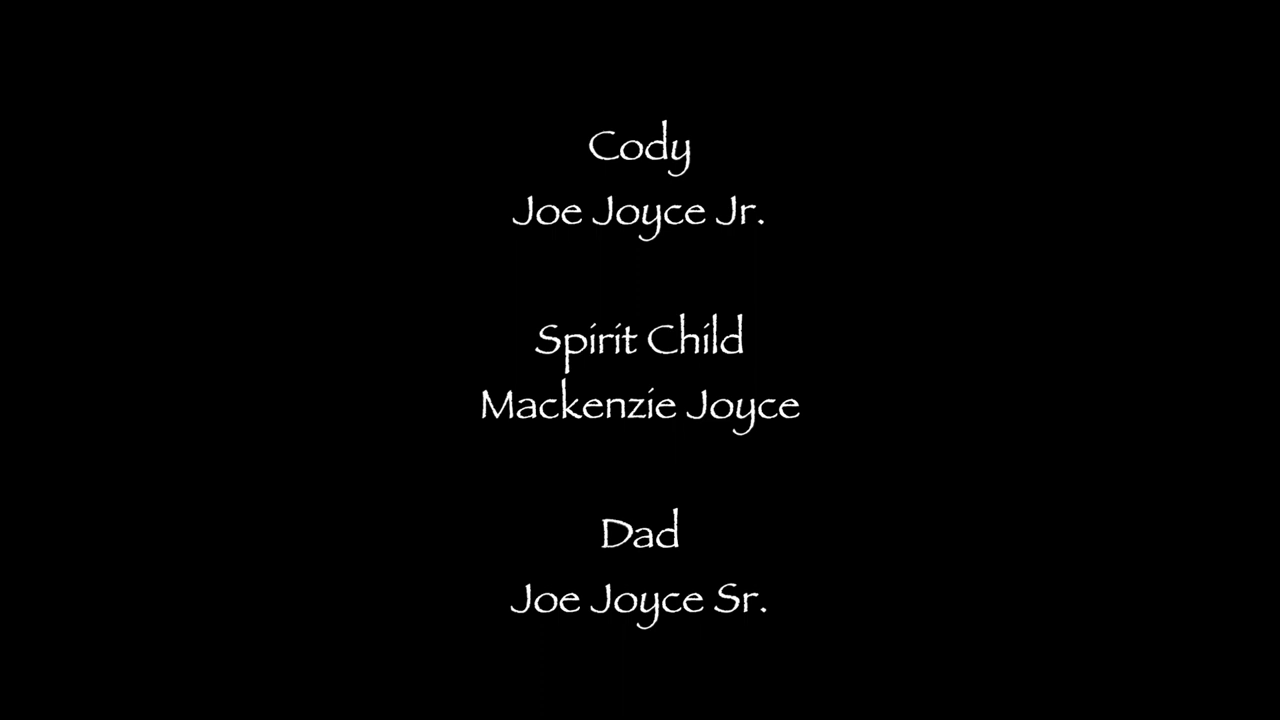 Cody
Joe Joyce Jr.
Spirit Child
Mackenzie Joyce
Dad
Joe Joyce Sr.